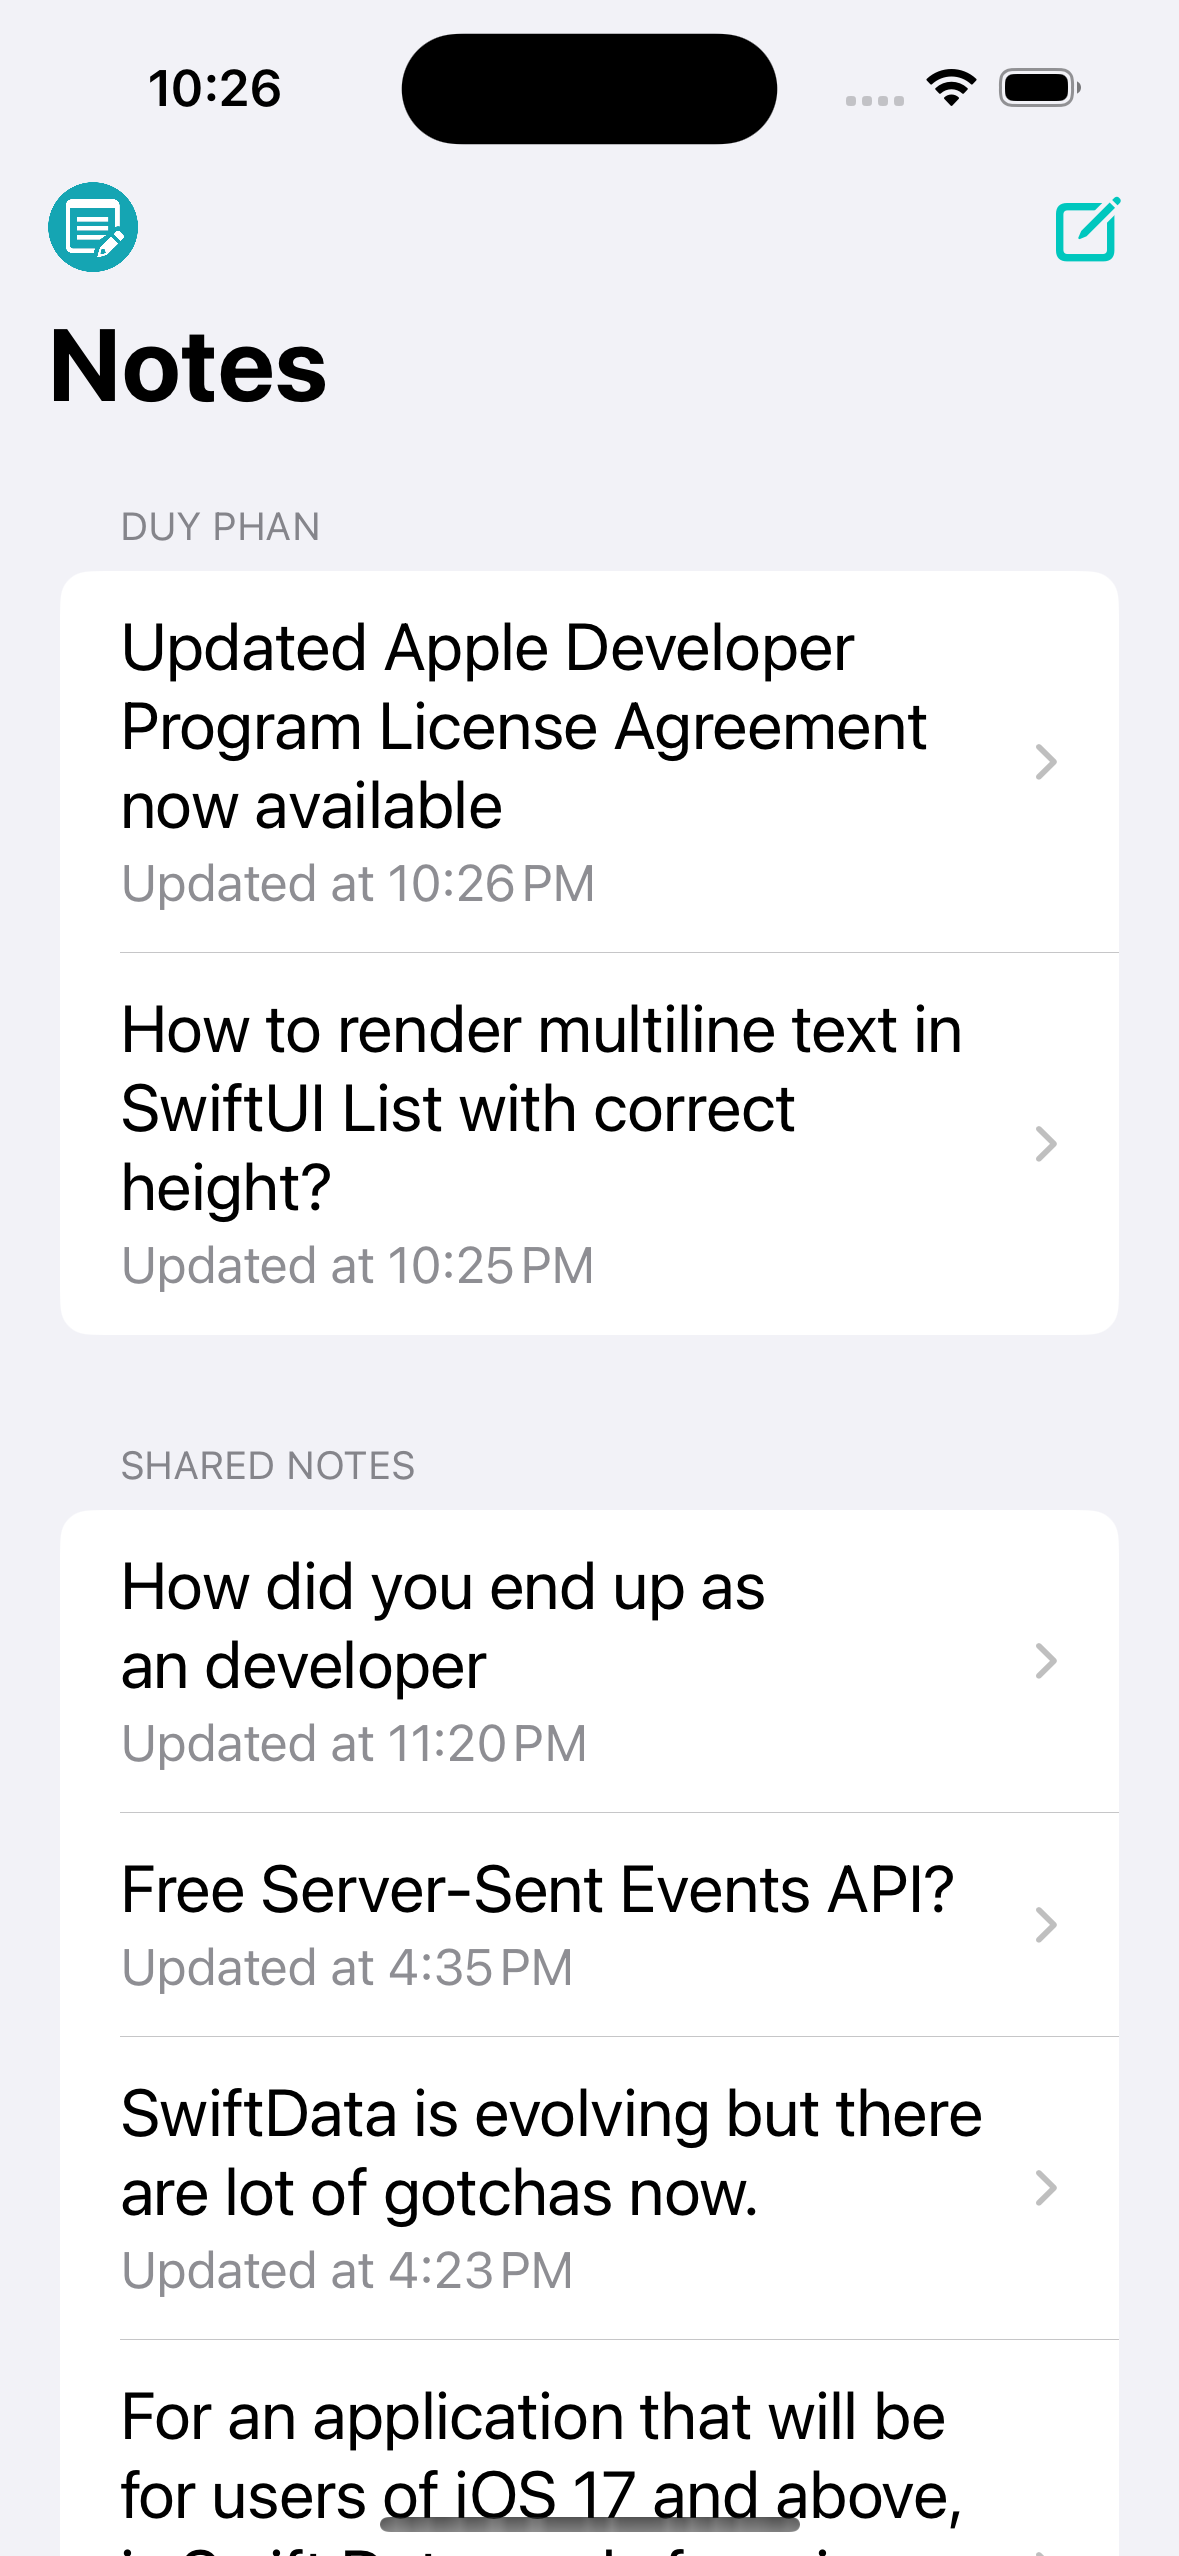 10:26
Notes
DUY PHAN
Updated Apple Developer
Program License Agreement
now available
Updated at 10:26 PM
How to render multiline text in
SwiftUI List with correct
height?
Updated at 10:25 PM
SHARED NOTES
How did you end up as
an developer
Updated at 11:20 PM
Free Server-Sent Events API?
Updated at 4:35 PM
SwiftData is evolving but there
are lot of gotchas now.
Updated at 4:23 PM
For an application that will be
for users of iOS 17 and above,